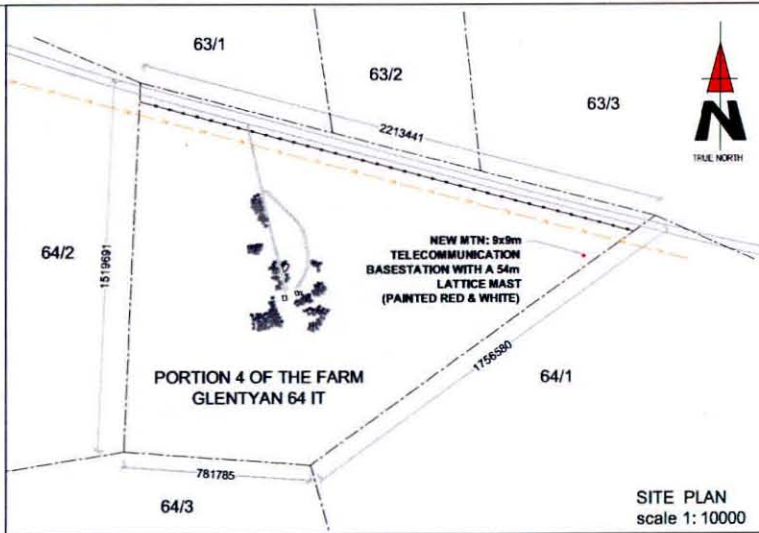 63/1
63/2
63/3
N
TRUE NORTH
2213441
64/2
1519691
NEW MTN: 9x9m
TELECOMMUNICATION
BASESTATION WITH A 54m
LATTICE MAST
(PAINTED RED & WHITE)
PORTION 4 OF THE FARM
GLENTYAN 64 IT
1756580
64/1
781785
64/3
SITE PLAN
scale 1: 10000